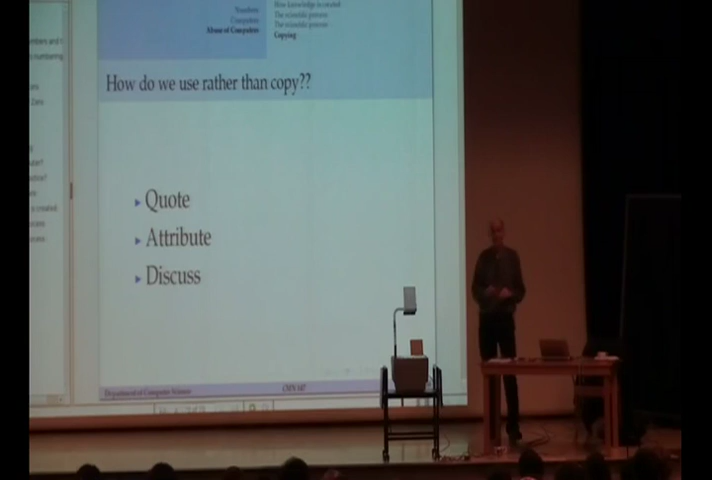 Numbers
Computers
Abuse of Computers
How knowledge is created
The scientific process
The scientific process
Copying
How do we use rather than copy??
Quote
Attribute
Discuss
Department of Computer Science